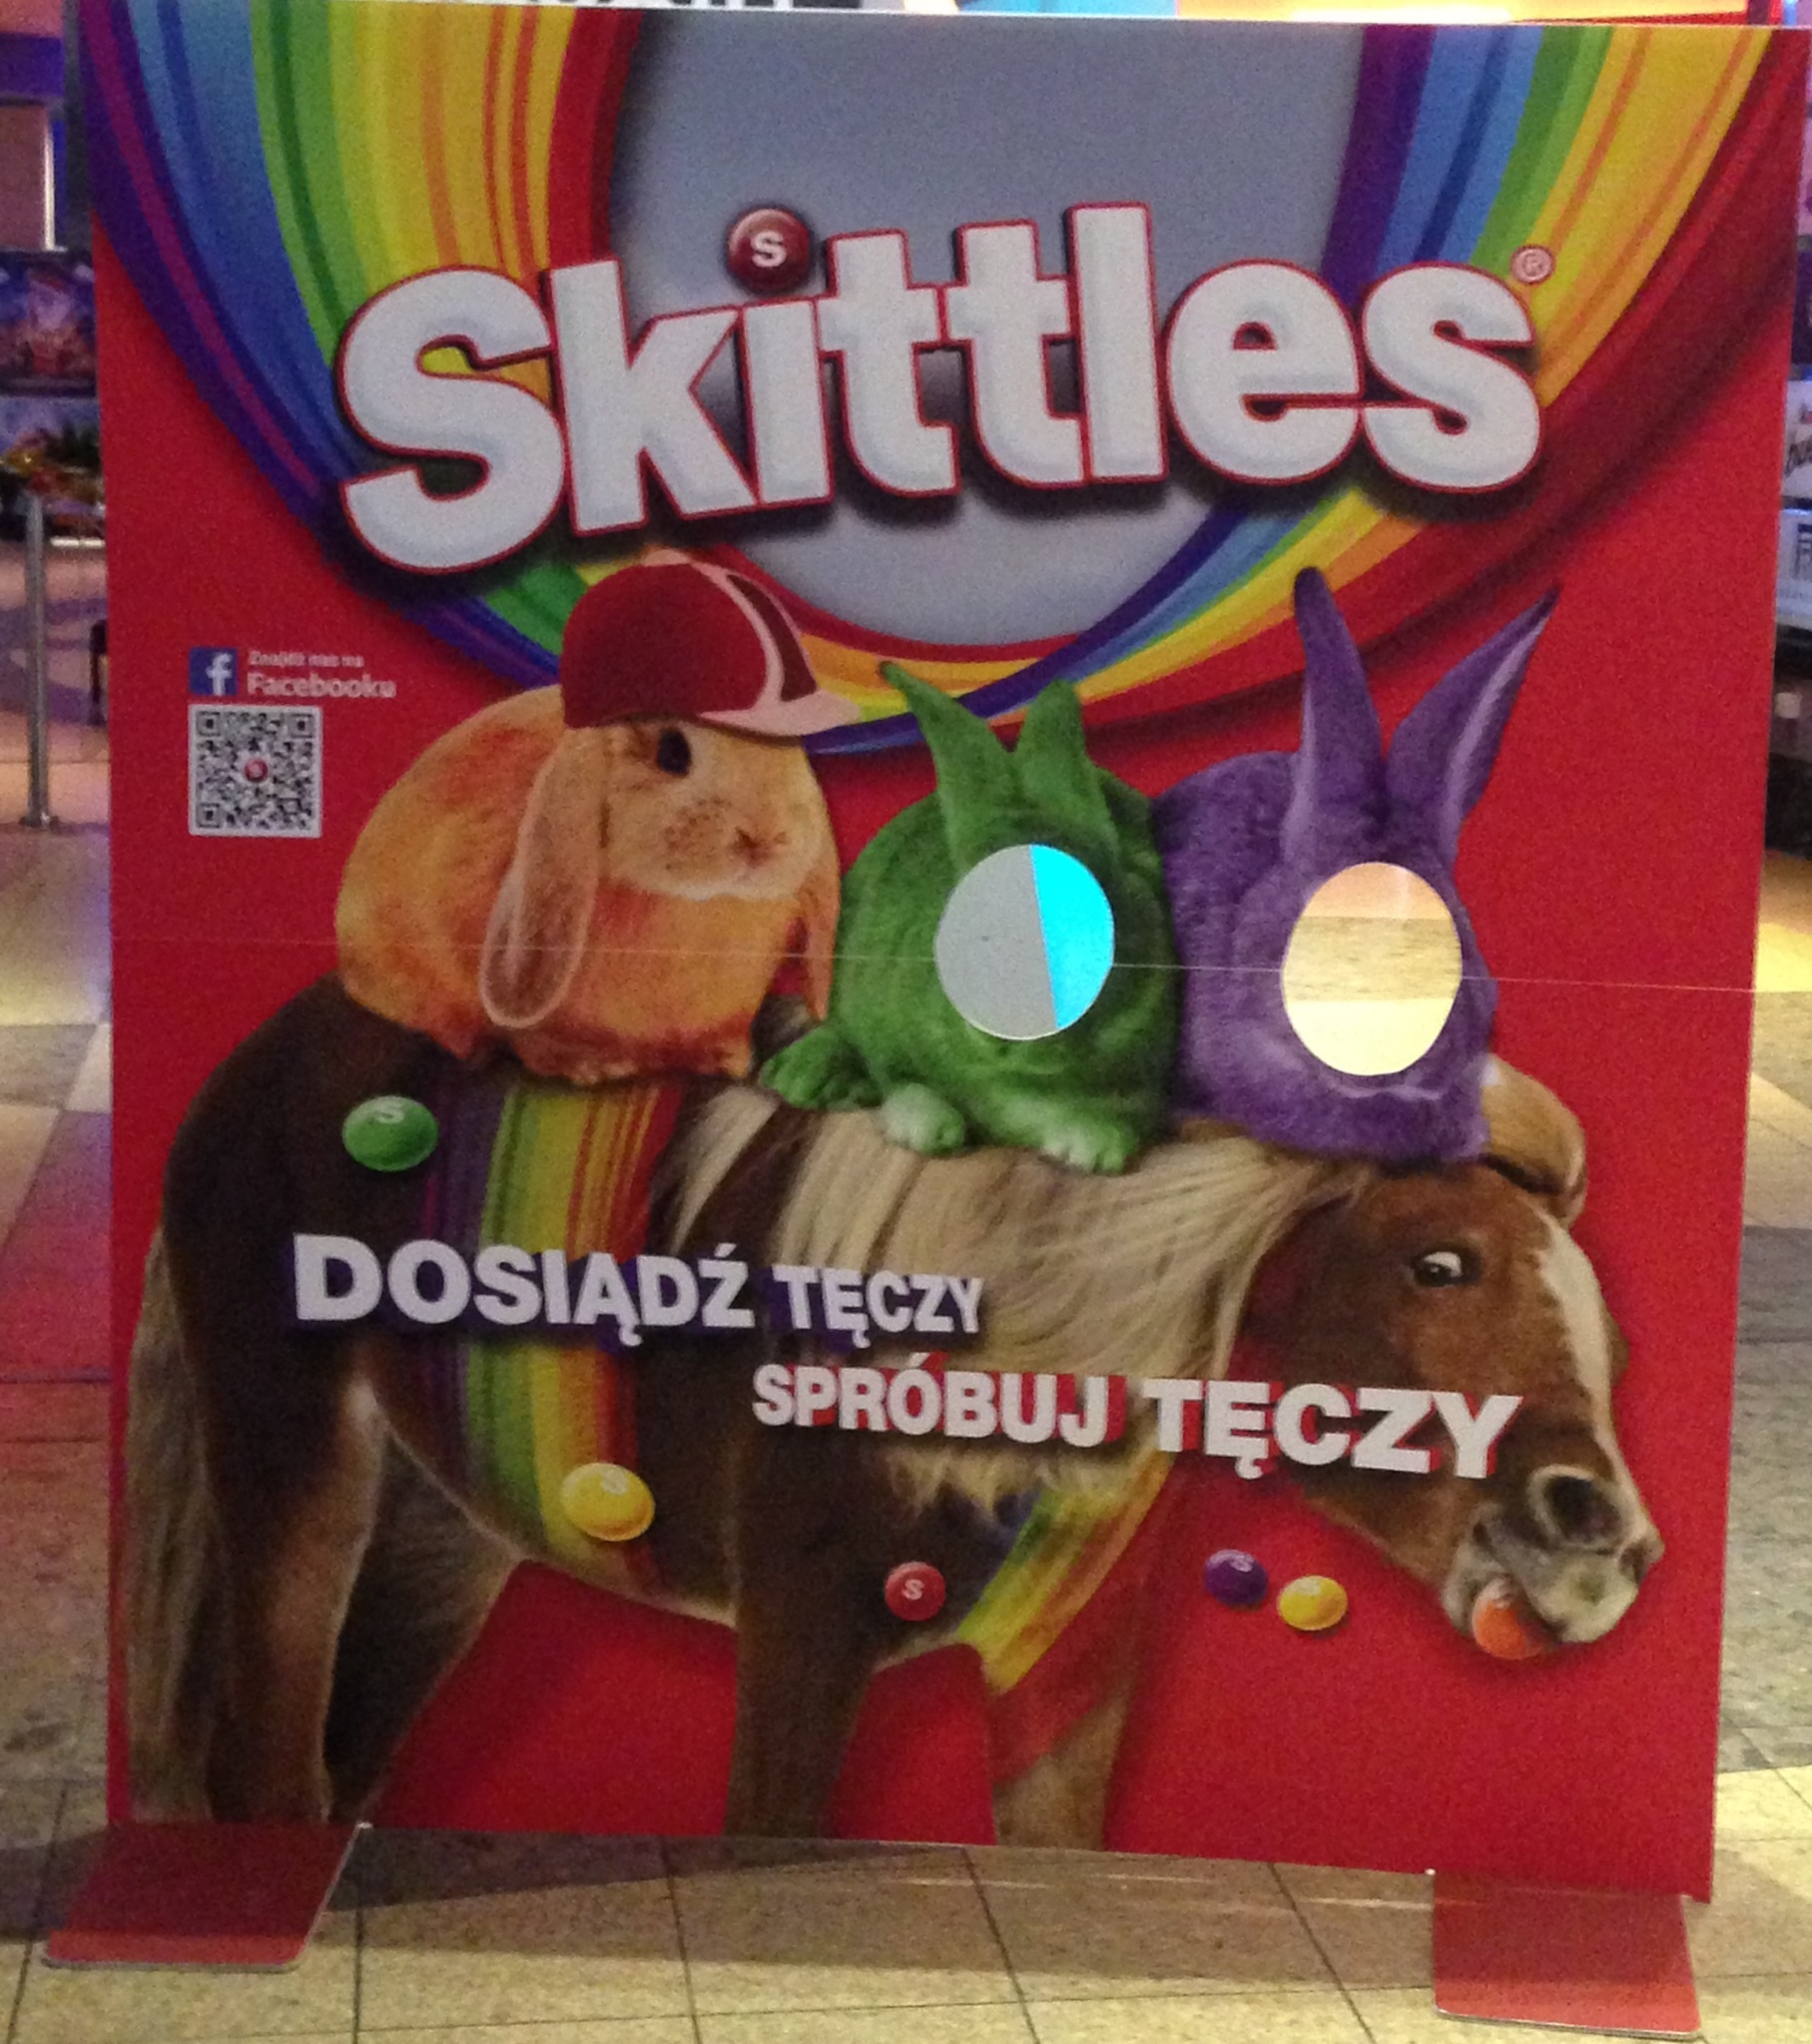 Skittles®
Znajdź nas na
Facebooku
DOSIĄDŹ TĘCZY
SPRÓBUJ TĘCZY